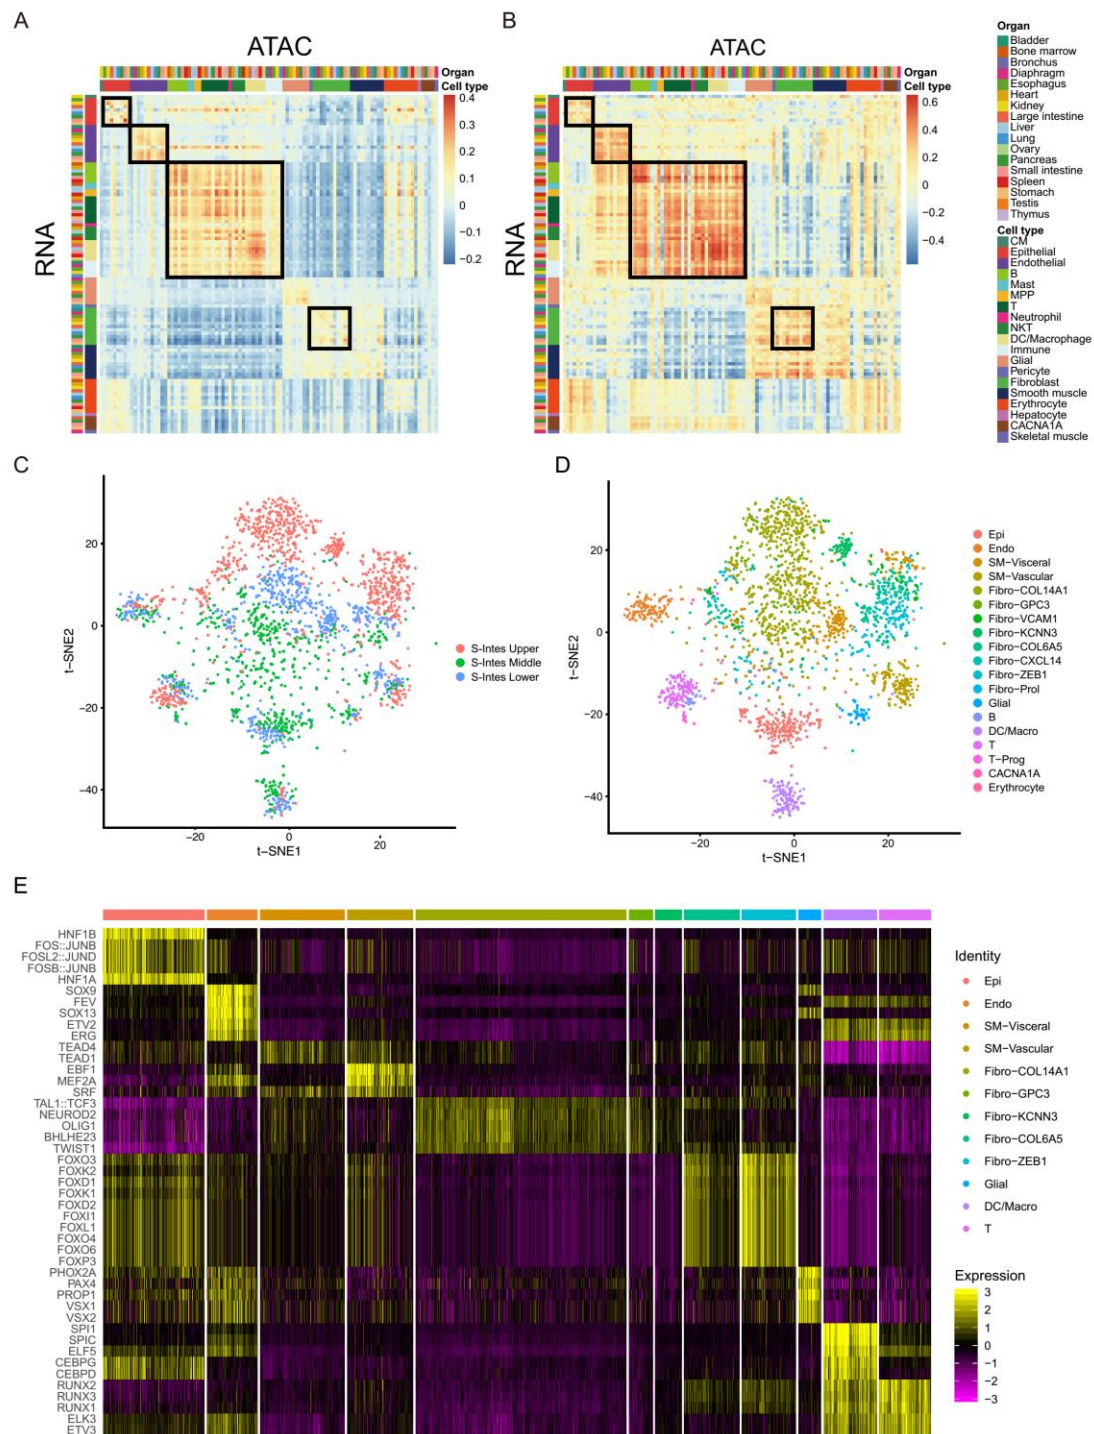 A
B
ATAC
ATAC
Organ
Cell type
0.4
0.3
0.2
0.1
0
−0.1
−0.2
RNA
Organ
Cell type
0.6
0.4
0.2
0
−0.2
−0.4
RNA
Organ
Bladder
Bone marrow
Bronchus
Diaphragm
Esophagus
Heart
Kidney
Large intestine
Liver
Lung
Ovary
Pancreas
Small intestine
Spleen
Stomach
Testis
Thymus
Cell type
CM
Epithelial
Endothelial
B
Mast
MPP
T
Neutrophil
NKT
DC/Macrophage
Immune
Glial
Pericyte
Fibroblast
Smooth muscle
Erythrocyte
Hepatocyte
CACNA1A
Skeletal muscle
C
20
0
−20
−40
t−SNE2
−20
0
20
t−SNE1
S−Intes Upper
S−Intes Middle
S−Intes Lower
D
20
0
−20
−40
t−SNE2
−20
0
20
t−SNE1
Epi
Endo
SM−Visceral
SM−Vascular
Fibro−COL14A1
Fibro−GPC3
Fibro−VCAM1
Fibro−KCNN3
Fibro−COL6A5
Fibro−CXCL14
Fibro−ZEB1
Fibro−Prol
Glial
B
DC/Macro
T
T−Prog
CACNA1A
Erythrocyte
E
HNF1B
FOS::JUNB
FOSL2::JUND
FOSB::JUNB
HNF1A
SOX9
FEV
SOX13
ETV2
ERG
TEAD4
TEAD1
EBF1
MEF2A
SRF
TAL1::TCF3
NEUROD2
OLIG1
BHLHE23
TWIST1
FOXO3
FOXK2
FOXD1
FOXK1
FOXD2
FOXI1
FOXL1
FOXO4
FOXO6
FOXP3
PHOX2A
PAX4
PROP1
VSX1
VSX2
SPI1
SPIC
ELF5
CEBPG
CEBPD
RUNX2
RUNX3
RUNX1
ELK3
ETV3
Identity
Epi
Endo
SM−Visceral
SM−Vascular
Fibro−COL14A1
Fibro−GPC3
Fibro−KCNN3
Fibro−COL6A5
Fibro−ZEB1
Glial
DC/Macro
T
Expression
3
2
1
0
−1
−2
−3